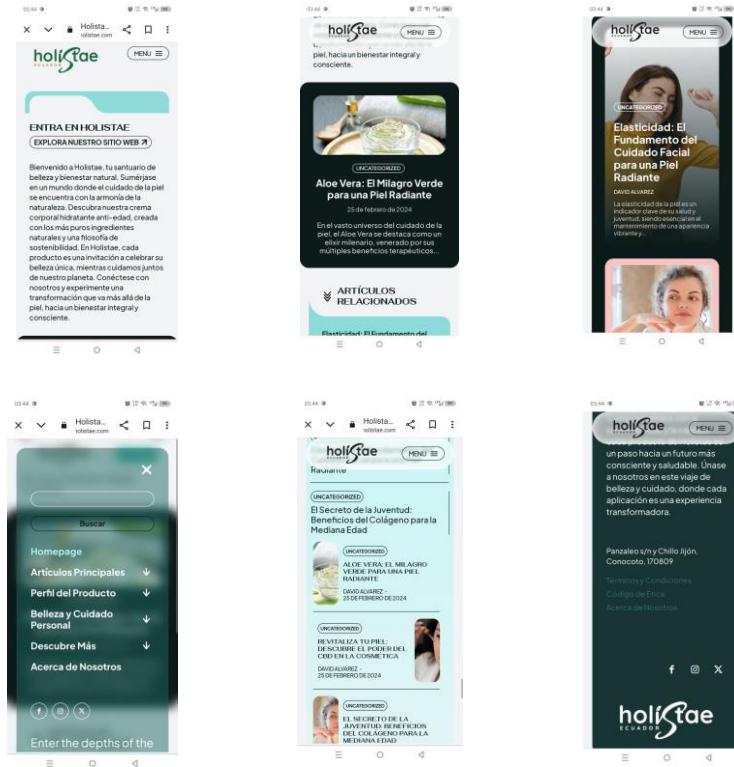 03:44
Holista...
holistae.com
holistae
ECUADOR
MENU
ENTRA EN HOLISTAE
EXPLORA NUESTRO SITIO WEB
Bienvenido a Holistae, tu santuario de
belleza y bienestar natural. Sumérjase
en un mundo donde el cuidado de la piel
se encuentra con la armonía de la
naturaleza. Descubra nuestra crema
corporal hidratante anti-edad, creada
con los más puros ingredientes
naturales y una filosofía de
sostenibilidad. En Holistae, cada
producto es una invitación a celebrar su
belleza única, mientras cuidamos juntos
de nuestro planeta. Conéctese con
nosotros y experimente una
transformación que va más allá de la
piel, hacia un bienestar integral y
consciente.
03:44
holistae
MENU
piel, hacia un bienestar integral y
consciente.
UNCATEGORIZED
Aloe Vera: El Milagro Verde
para una Piel Radiante
25 de febrero de 2024
En el vasto universo del cuidado de la
piel, el Aloe Vera se destaca como un
elixir milenario, venerado por sus
múltiples beneficios terapéuticos...
ARTÍCULOS
RELACIONADOS
Elasticidad: El Fundamento del
03:44
holistae
MENU
UNCATEGORIZED
Elasticidad: El
Fundamento del
Cuidado Facial
para una Piel
Radiante
DAVID ALVAREZ
La elasticidad de la piel es un
indicador clave de su salud y
juventud, siendo esencial en el
mantenimiento de una apariencia
vibrante y...
03:44
Holista...
holistae.com
Buscar
Homepage
Artículos Principales
Perfil del Producto
Belleza y Cuidado
Personal
Descubre Más
Acerca de Nosotros
Enter the depths of the
03:44
Holista...
holistae.com
holistae
MENU
Radiante
UNCATEGORIZED
El Secreto de la Juventud:
Beneficios del Colágeno para la
Mediana Edad
UNCATEGORIZED
ALOE VERA: EL MILAGRO
VERDE PARA UNA PIEL
RADIANTE
DAVID ALVAREZ -
25 DE FEBRERO DE 2024
UNCATEGORIZED
REVITALIZA TU PIEL:
DESCUBRE EL PODER DEL
CBD EN LA COSMÉTICA
DAVID ALVAREZ -
25 DE FEBRERO DE 2024
UNCATEGORIZED
EL SECRETO DE LA
JUVENTUD: BENEFICIOS
DEL COLÁGENO PARA LA
MEDIANA EDAD
03:44
holistae
MENU
un paso hacia un futuro más
consciente y saludable. Únase
a nosotros en este viaje de
belleza y cuidado, donde cada
aplicación es una experiencia
transformadora.
Panzaleo s/n y Chillo Jijón,
Conocoto, 170809
Términos y Condiciones
Código de Ética
Acerca de Nosotros
holistae
ECUADOR